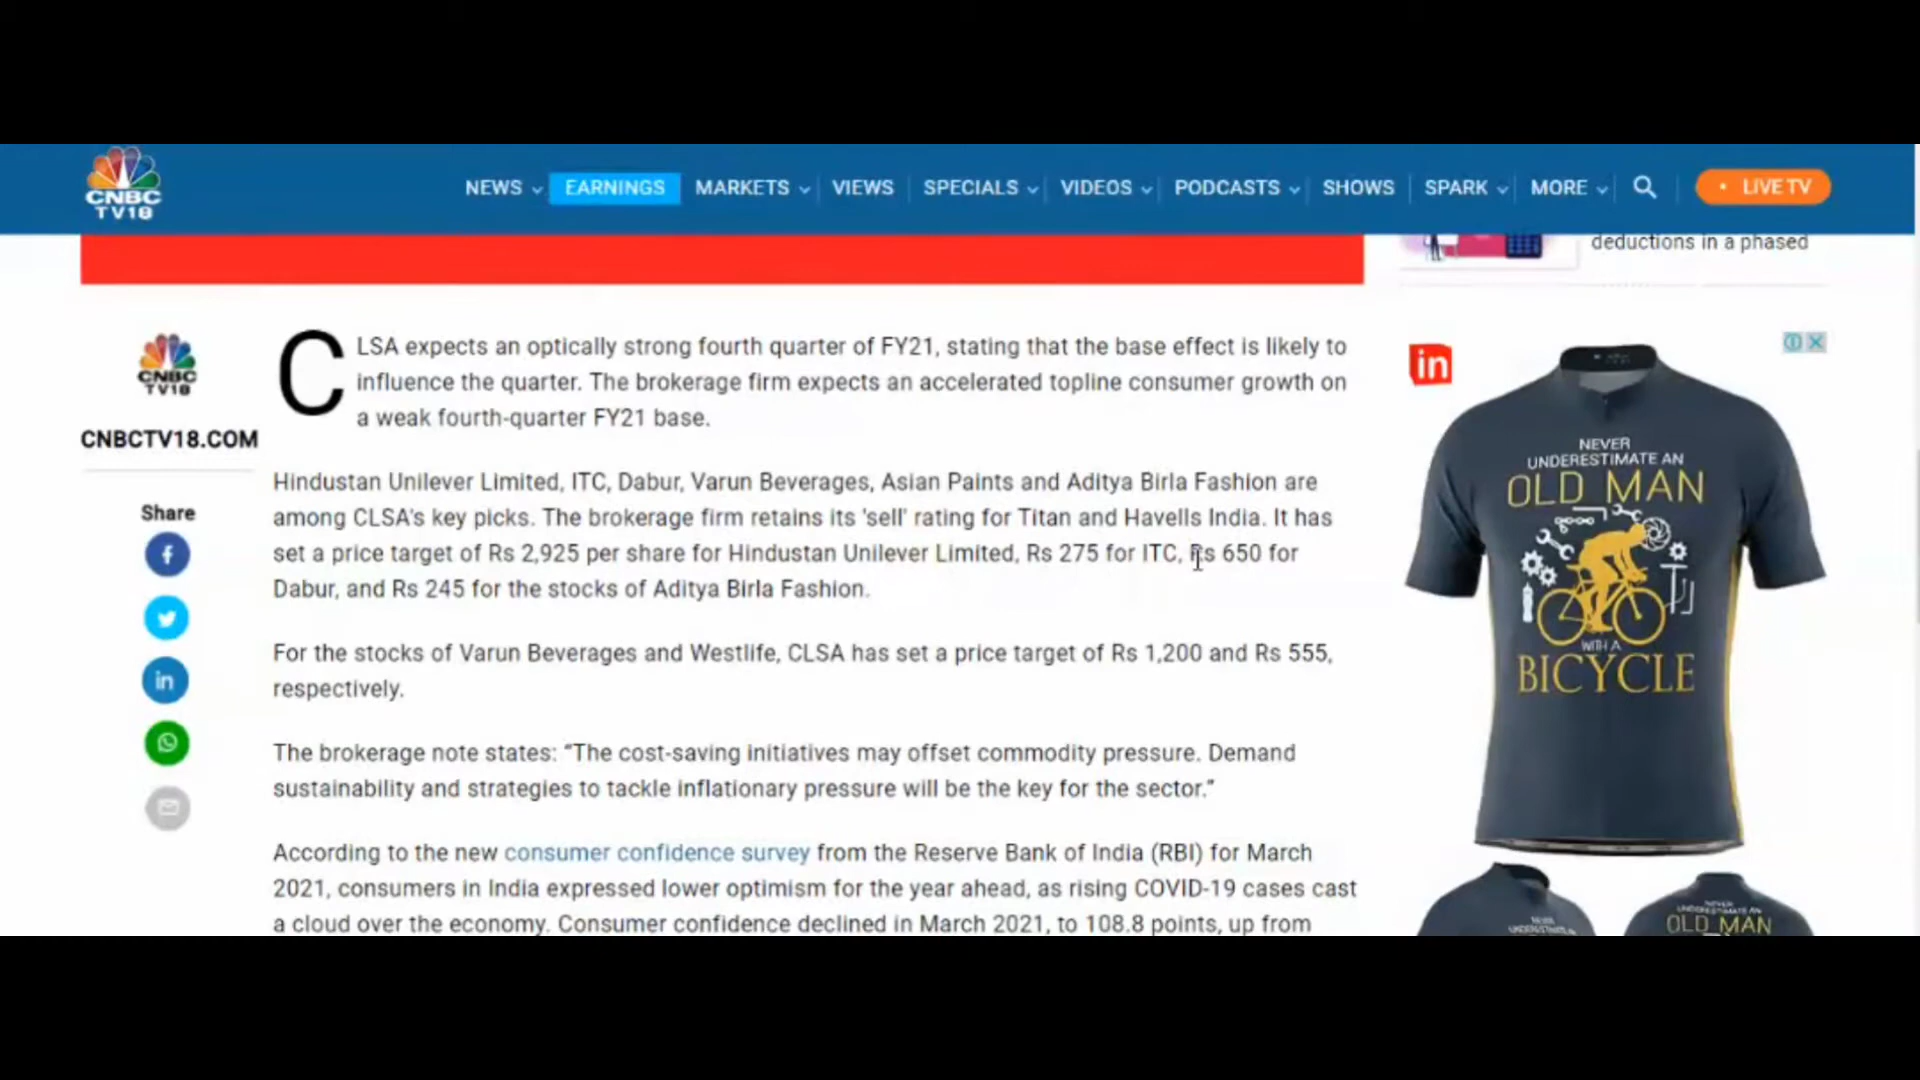 CNBC
TV18
NEWS
EARNINGS
MARKETS
VIEWS
SPECIALS
VIDEOS
PODCASTS
SHOWS
SPARK
MORE
LIVE TV
deductions in a phased
CNBC
TV18
CNBCTV18.COM
Share
CLSA expects an optically strong fourth quarter of FY21, stating that the base effect is likely to
influence the quarter. The brokerage firm expects an accelerated topline consumer growth on
a weak fourth-quarter FY21 base.
Hindustan Unilever Limited, ITC, Dabur, Varun Beverages, Asian Paints and Aditya Birla Fashion are
among CLSA's key picks. The brokerage firm retains its 'sell' rating for Titan and Havells India. It has
set a price target of Rs 2,925 per share for Hindustan Unilever Limited, Rs 275 for ITC, Rs 650 for
Dabur, and Rs 245 for the stocks of Aditya Birla Fashion.
For the stocks of Varun Beverages and Westlife, CLSA has set a price target of Rs 1,200 and Rs 555,
respectively.
The brokerage note states: “The cost-saving initiatives may offset commodity pressure. Demand
sustainability and strategies to tackle inflationary pressure will be the key for the sector.”
According to the new consumer confidence survey from the Reserve Bank of India (RBI) for March
2021, consumers in India expressed lower optimism for the year ahead, as rising COVID-19 cases cast
a cloud over the economy. Consumer confidence declined in March 2021, to 108.8 points, up from
in
NEVER
UNDERESTIMATE AN
OLD MAN
WITH A
BICYCLE
OLD MAN